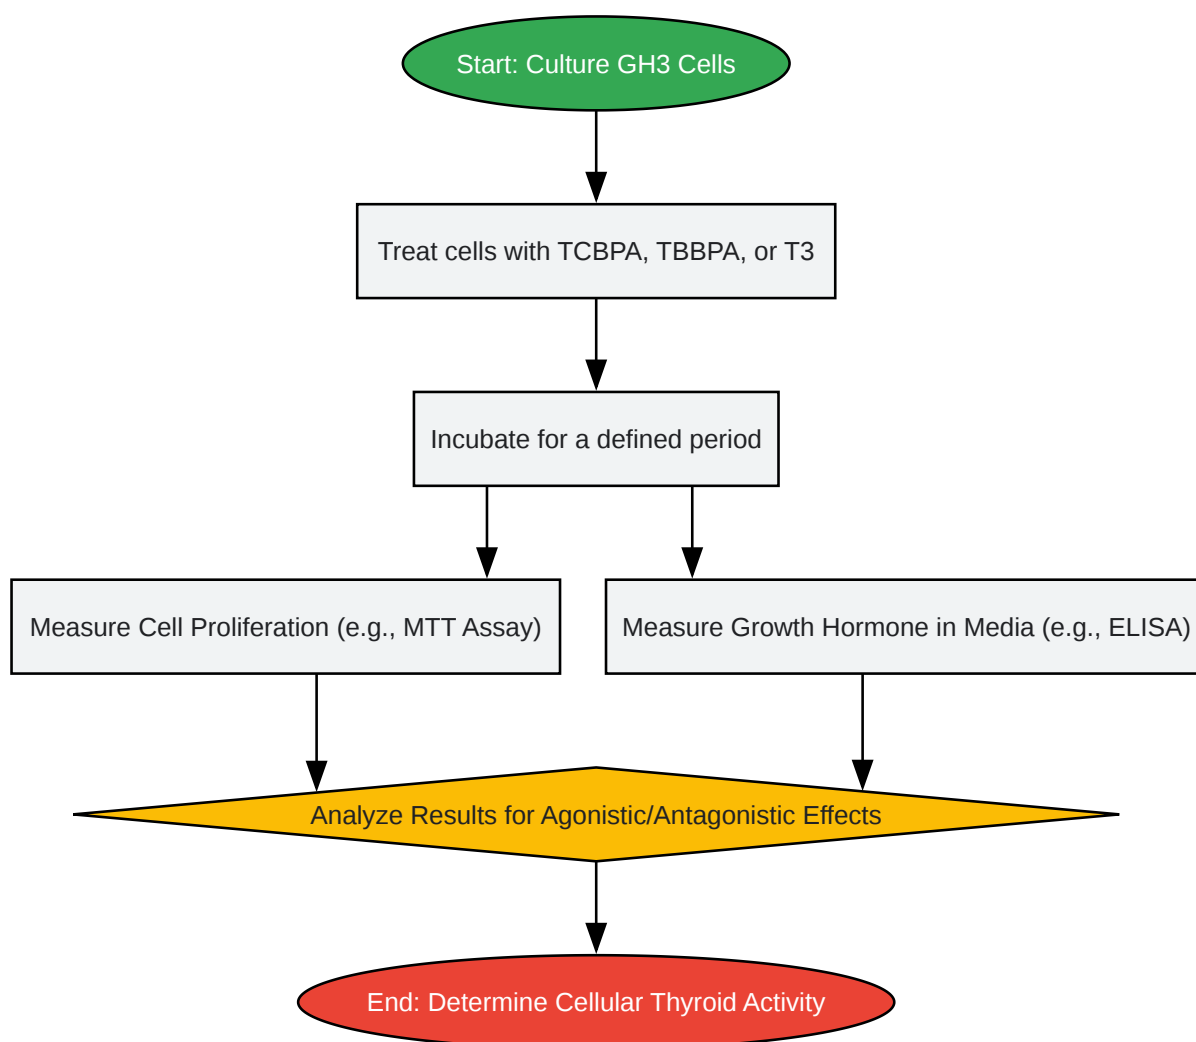 Start: Culture GH3 Cells
Treat cells with TCBPA, TBBPA, or T3
Incubate for a defined period
Measure Cell Proliferation (e.g., MTT Assay)
Measure Growth Hormone in Media (e.g., ELISA)
Analyze Results for Agonistic/Antagonistic Effects
End: Determine Cellular Thyroid Activity